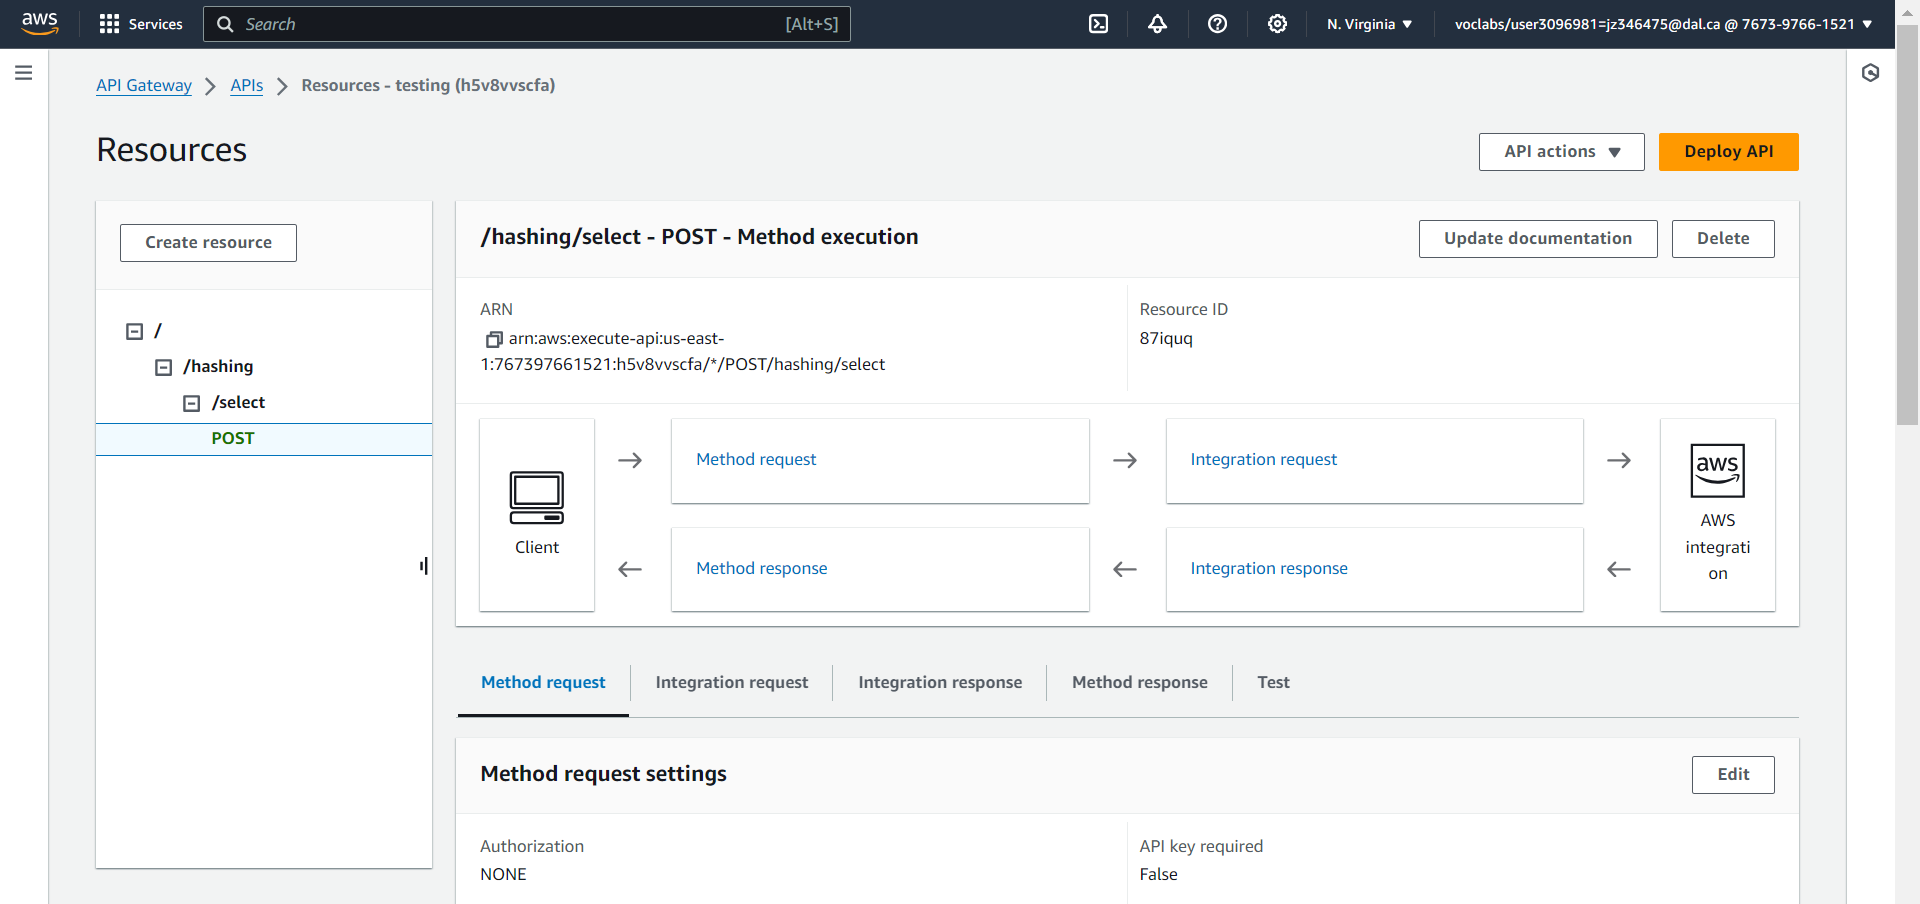 aws
Services
Search
[Alt+S]
N. Virginia
voclabs/user3096981=jz346475@dal.ca @ 7673-9766-1521
API Gateway
APIs
Resources - testing (h5v8vvscfa)
Resources
API actions
Deploy API
Create resource
/
/hashing
/select
POST
/hashing/select - POST - Method execution
Update documentation
Delete
ARN
arn:aws:execute-api:us-east-
1:767397661521:h5v8vvscfa/*/POST/hashing/select
Resource ID
87iquq
Client
Method request
Integration request
Method response
Integration response
aws
AWS
integrati
on
Method request
Integration request
Integration response
Method response
Test
Method request settings
Edit
Authorization
NONE
API key required
False